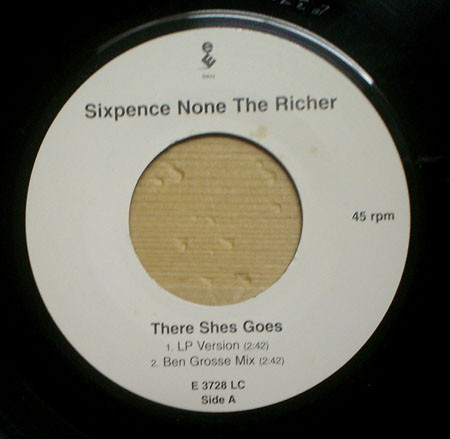 Sixpence None The Richer
45 rpm
There Shes Goes
1. LP Version (2:42)
2. Ben Grosse Mix (2:42)
E 3728 LC
Side A